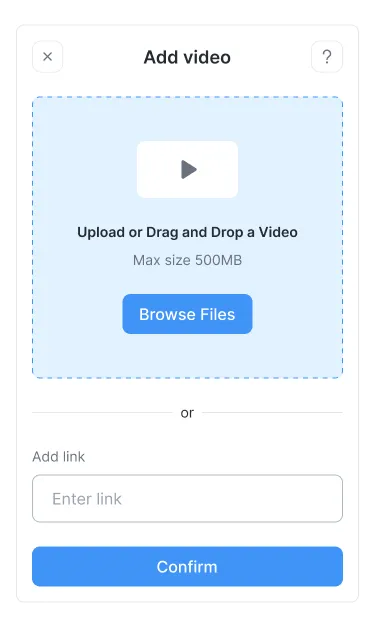 ×
Add video
?
Upload or Drag and Drop a Video
Max size 500MB
Browse Files
or
Add link
Enter link
Confirm